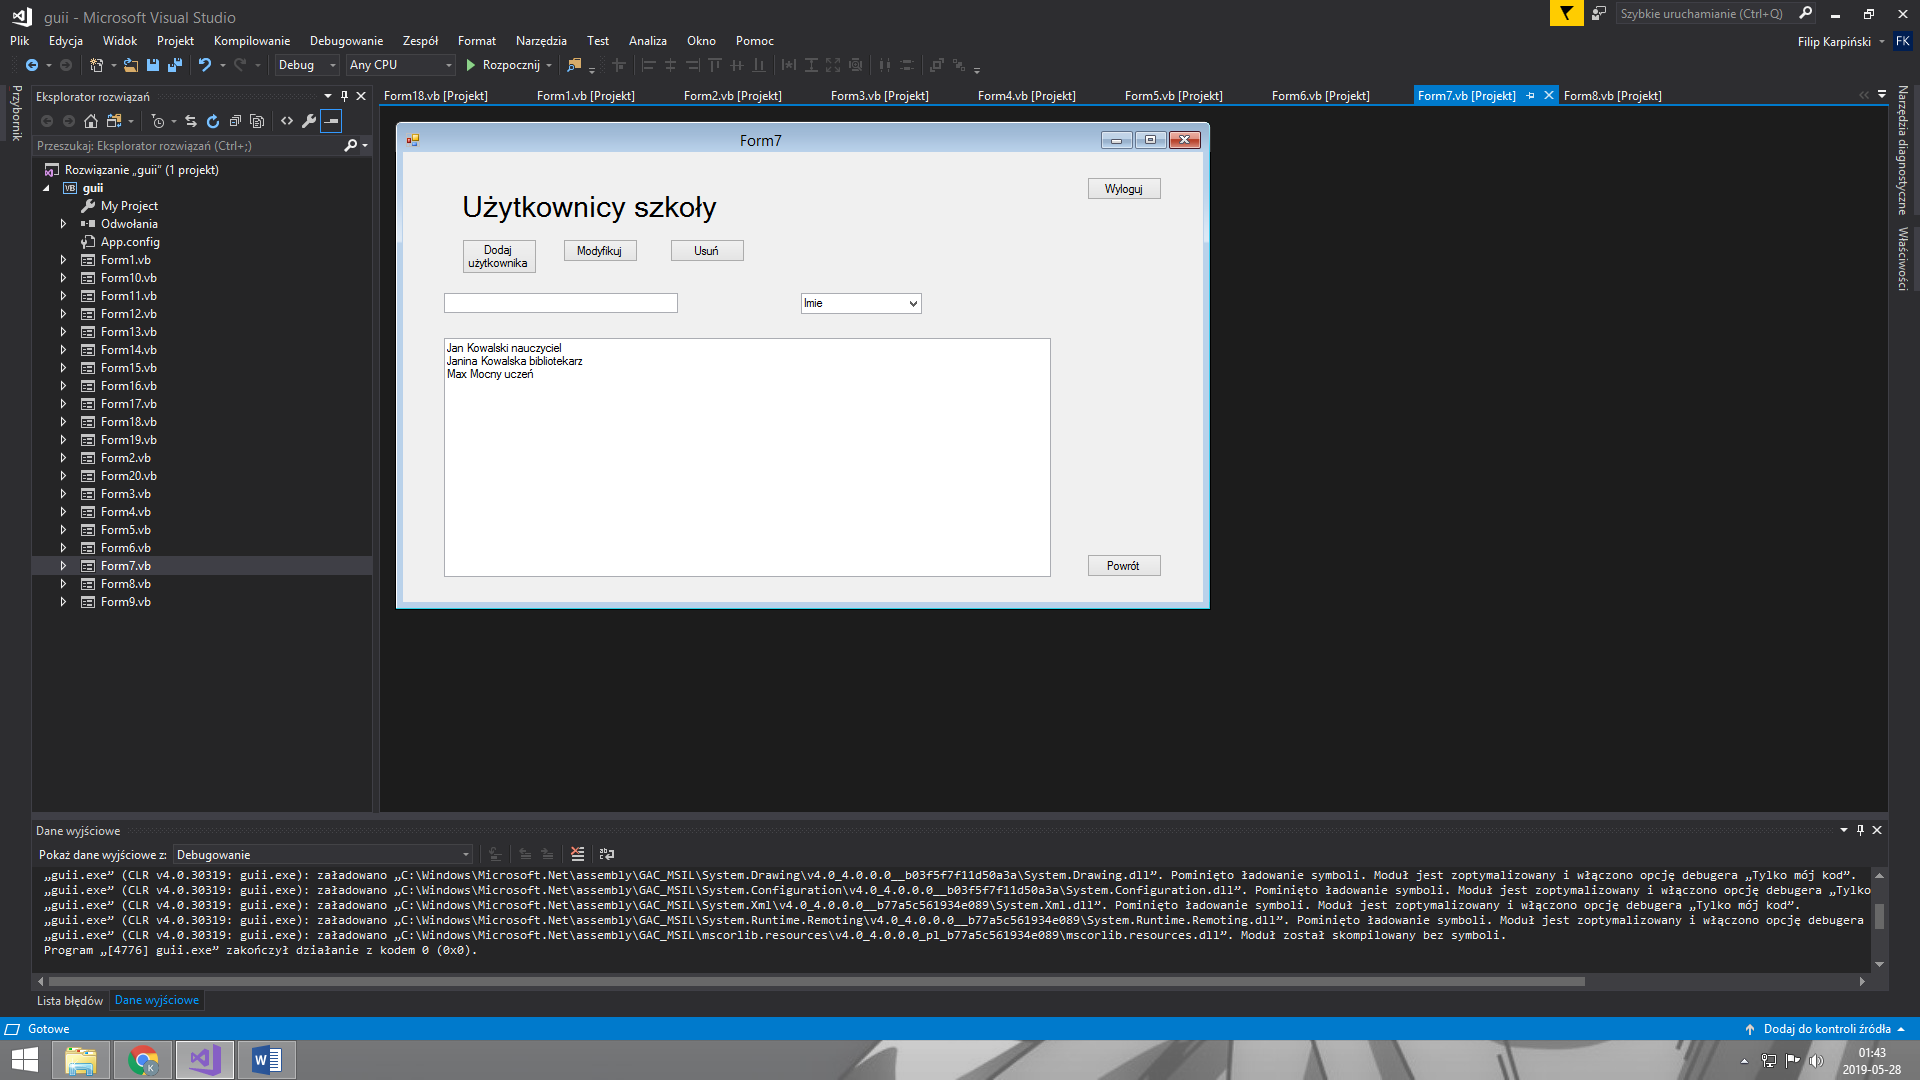 guii - Microsoft Visual Studio
Szybkie uruchamianie (Ctrl+Q)
Plik Edycja Widok Projekt Kompilowanie Debugowanie Zespół Format Narzędzia Test Analiza Okno Pomoc
Filip Karpiński FK
Debug Any CPU Rozpocznij
Przybornik
Eksplorator rozwiązań
Form18.vb [Projekt] Form1.vb [Projekt] Form2.vb [Projekt] Form3.vb [Projekt] Form4.vb [Projekt] Form5.vb [Projekt] Form6.vb [Projekt] Form7.vb [Projekt] Form8.vb [Projekt]
Narzędzia diagnostyczne
Właściwości
Przeszukaj: Eksplorator rozwiązań (Ctrl+;)
Rozwiązanie „guii” (1 projekt)
VB guii
My Project
Odwołania
App.config
Form1.vb
Form10.vb
Form11.vb
Form12.vb
Form13.vb
Form14.vb
Form15.vb
Form16.vb
Form17.vb
Form18.vb
Form19.vb
Form2.vb
Form20.vb
Form3.vb
Form4.vb
Form5.vb
Form6.vb
Form7.vb
Form8.vb
Form9.vb
Form7
Wyloguj
Użytkownicy szkoły
Dodaj
użytkownika
Modyfikuj
Usuń
Imie
Jan Kowalski nauczyciel
Janina Kowalska bibliotekarz
Max Mocny uczeń
Powrót
Dane wyjściowe
Pokaż dane wyjściowe z: Debugowanie
„guii.exe” (CLR v4.0.30319: guii.exe): załadowano „C:\Windows\Microsoft.Net\assembly\GAC_MSIL\System.Drawing\v4.0_4.0.0.0__b03f5f7f11d50a3a\System.Drawing.dll”. Pominięto ładowanie symboli. Moduł jest zoptymalizowany i włączono opcję debugera „Tylko mój kod”.
„guii.exe” (CLR v4.0.30319: guii.exe): załadowano „C:\Windows\Microsoft.Net\assembly\GAC_MSIL\System.Configuration\v4.0_4.0.0.0__b03f5f7f11d50a3a\System.Configuration.dll”. Pominięto ładowanie symboli. Moduł jest zoptymalizowany i włączono opcję debugera „Tylko
„guii.exe” (CLR v4.0.30319: guii.exe): załadowano „C:\Windows\Microsoft.Net\assembly\GAC_MSIL\System.Xml\v4.0_4.0.0.0__b77a5c561934e089\System.Xml.dll”. Pominięto ładowanie symboli. Moduł jest zoptymalizowany i włączono opcję debugera „Tylko mój kod”.
„guii.exe” (CLR v4.0.30319: guii.exe): załadowano „C:\Windows\Microsoft.Net\assembly\GAC_MSIL\System.Runtime.Remoting\v4.0_4.0.0.0__b77a5c561934e089\System.Runtime.Remoting.dll”. Pominięto ładowanie symboli. Moduł jest zoptymalizowany i włączono opcję debugera
„guii.exe” (CLR v4.0.30319: guii.exe): załadowano „C:\Windows\Microsoft.Net\assembly\GAC_MSIL\mscorlib.resources\v4.0_4.0.0.0_pl_b77a5c561934e089\mscorlib.resources.dll”. Moduł został skompilowany bez symboli.
Program „[4776] guii.exe” zakończył działanie z kodem 0 (0x0).
Lista błędów Dane wyjściowe
Gotowe
Dodaj do kontroli źródła
01:43
2019-05-28